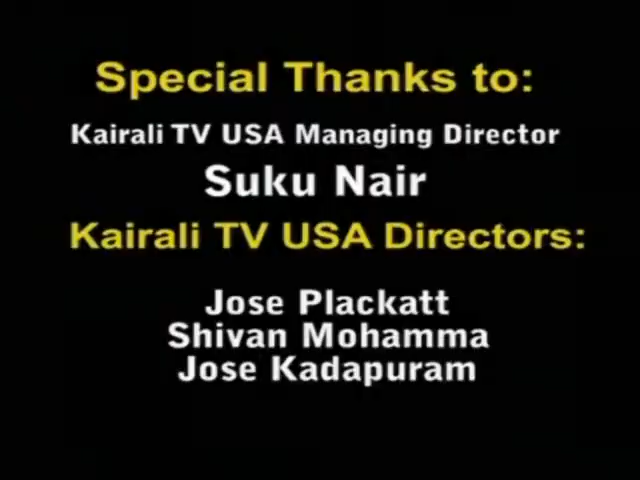 Special Thanks to:
Kairali TV USA Managing Director
Suku Nair
Kairali TV USA Directors:
Jose Plackatt
Shivan Mohamma
Jose Kadapuram